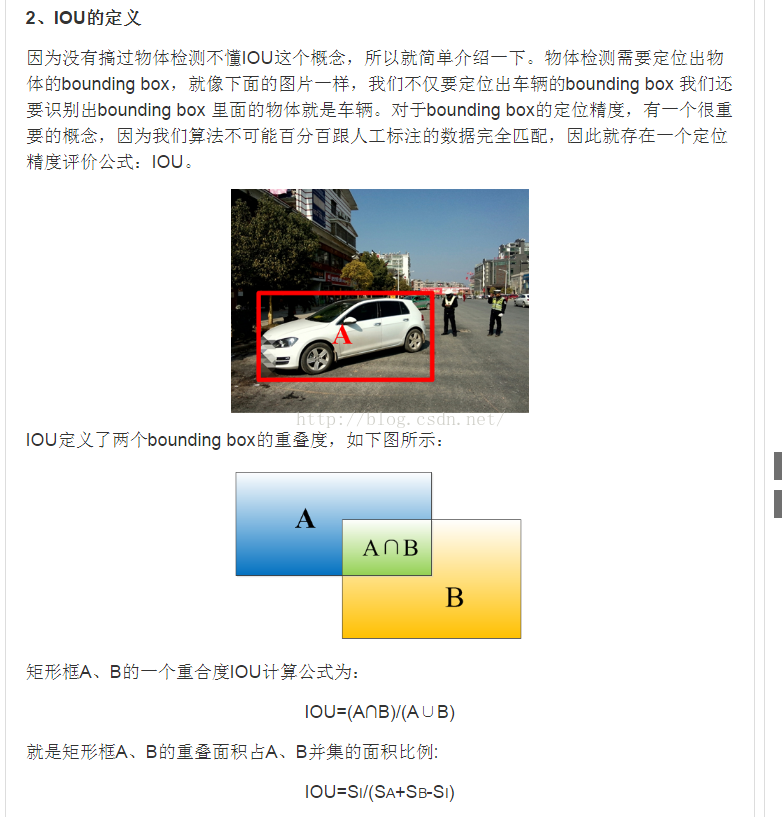 2、IOU的定义
因为没有搞过物体检测不懂IOU这个概念，所以就简单介绍一下。物体检测需要定位出物
体的bounding box，就像下面的图片一样，我们不仅要定位出车辆的bounding box 我们还
要识别出bounding box 里面的物体就是车辆。对于bounding box的定位精度，有一个很重
要的概念，因为我们算法不可能百分百跟人工标注的数据完全匹配，因此就存在一个定位
精度评价公式：IOU。
A
http://blog.csdn.net/
IOU定义了两个bounding box的重叠度，如下图所示：
A
A∩B
B
矩形框A、B的一个重合度IOU计算公式为：
IOU=(A∩B)/(A∪B)
就是矩形框A、B的重叠面积占A、B并集的面积比例:
IOU=SI/(SA+SB-SI)